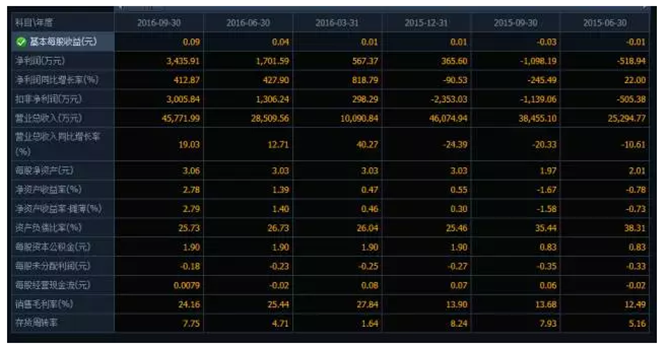 科目\年度 2016-09-30 2016-06-30 2016-03-31 2015-12-31 2015-09-30 2015-06-30
基本每股收益(元) 0.09 0.04 0.01 0.01 -0.03 -0.01
净利润(万元) 3,435.91 1,701.59 567.37 365.60 -1,098.19 -518.94
净利润同比增长率(%) 412.87 427.90 818.79 -90.53 -245.49 22.00
扣非净利润(万元) 3,005.84 1,306.24 298.29 -2,353.03 -1,139.06 -505.38
营业总收入(万元) 45,771.99 28,509.56 10,090.84 46,074.94 38,455.10 25,294.77
营业总收入同比增长率
(%) 19.03 12.71 40.27 -24.39 -20.33 -10.61
每股净资产(元) 3.06 3.03 3.03 3.03 1.97 2.01
净资产收益率(%) 2.78 1.39 0.47 0.55 -1.67 -0.78
净资产收益率-摊薄(%) 2.79 1.40 0.46 0.30 -1.58 -0.73
资产负债比率(%) 25.73 26.73 26.04 25.46 35.44 38.31
每股资本公积金(元) 1.90 1.90 1.90 1.90 0.83 0.83
每股未分配利润(元) -0.18 -0.23 -0.25 -0.27 -0.35 -0.33
每股经营现金流(元) 0.0079 -0.02 0.08 0.07 0.06 -0.02
销售毛利率(%) 24.16 25.44 27.84 13.90 13.68 12.49
存货周转率 7.75 4.71 1.64 8.24 7.93 5.16